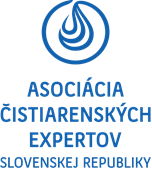 ASOCIÁCIA
ČISTIARENSKÝCH
EXPERTOV
SLOVENSKEJ REPUBLIKY